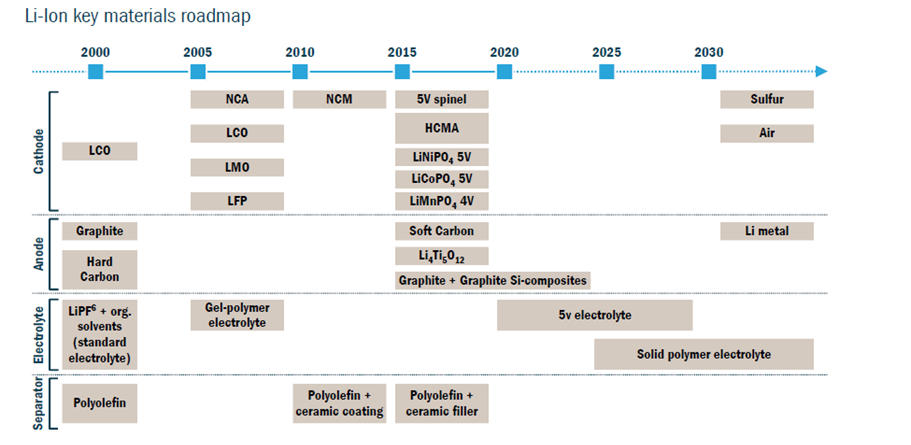 Li-Ion key materials roadmap
2000 2005 2010 2015 2020 2025 2030
Cathode
NCA NCM 5V spinel Sulfur
LCO LCO HCMA Air
LMO LiNiPO₄ 5V
LiCoPO₄ 5V
LFP LiMnPO₄ 4V
Anode
Graphite Soft Carbon Li metal
Hard
Carbon
Li₄Ti₅O₁₂
Graphite + Graphite Si-composites
Electrolyte
LiPF⁶ + org.
solvents
(standard
electrolyte)
Gel-polymer
electrolyte
5v electrolyte
Solid polymer electrolyte
Separator
Polyolefin
Polyolefin +
ceramic coating
Polyolefin +
ceramic filler